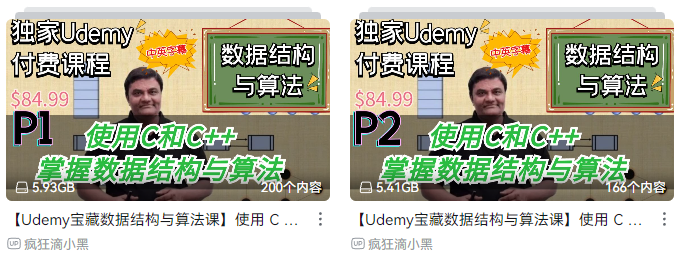 独家Udemy
付费课程
中英字幕
数据结构
与算法
$84.99
P1
使用C和C++
掌握数据结构与算法
5.93GB
200个内容
【Udemy宝藏数据结构与算法课】使用 C ...
UP 疯狂滴小黑
独家Udemy
付费课程
中英字幕
数据结构
与算法
$84.99
P2
使用C和C++
掌握数据结构与算法
5.41GB
166个内容
【Udemy宝藏数据结构与算法课】使用 C ...
UP 疯狂滴小黑